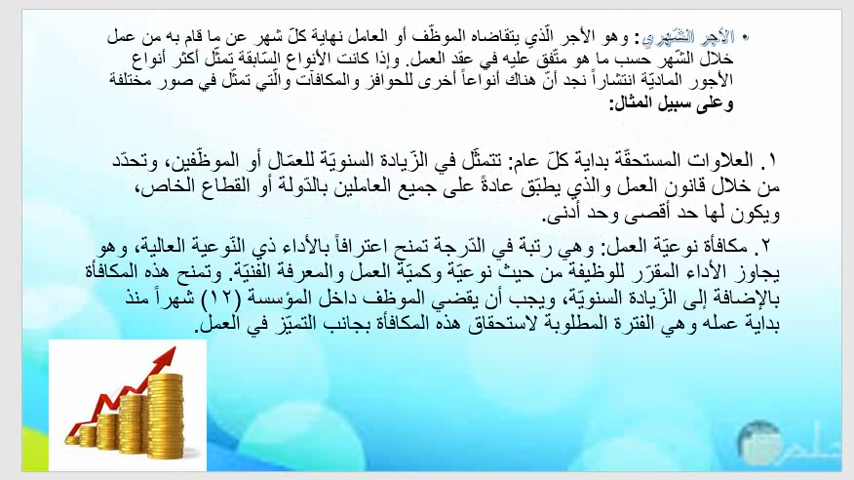 • الأجر الشّهري: وهو الأجر الّذي يتقاضاه الموظّف أو العامل نهاية كلّ شهر عن ما قام به من عمل
خلال الشّهر حسب ما هو متّفق عليه في عقد العمل. وإذا كانت الأنواع السّابقة تمثّل أكثر أنواع
الأجور الماديّة انتشاراً نجد أنّ هناك أنواعاً أخرى للحوافز والمكافآت والّتي تمثّل في صور مختلفة
وعلى سبيل المثال:
١. العلاوات المستحقّة بداية كلّ عام: تتمثّل في الزّيادة السنويّة للعمّال أو الموظّفين، وتحدّد
من خلال قانون العمل والذي يطبّق عادةً على جميع العاملين بالدّولة أو القطاع الخاص،
ويكون لها حد أقصى وحد أدنى.
٢. مكافأة نوعيّة العمل: وهي رتبة في الدّرجة تمنح اعترافاً بالأداء ذي النّوعية العالية، وهو
يجاوز الأداء المقرّر للوظيفة من حيث نوعيّة وكميّة العمل والمعرفة الفنيّة. وتمنح هذه المكافأة
بالإضافة إلى الزّيادة السنويّة، ويجب أن يقضي الموظف داخل المؤسسة (١٢) شهراً منذ
بداية عمله وهي الفترة المطلوبة لاستحقاق هذه المكافأة بجانب التميّز في العمل.